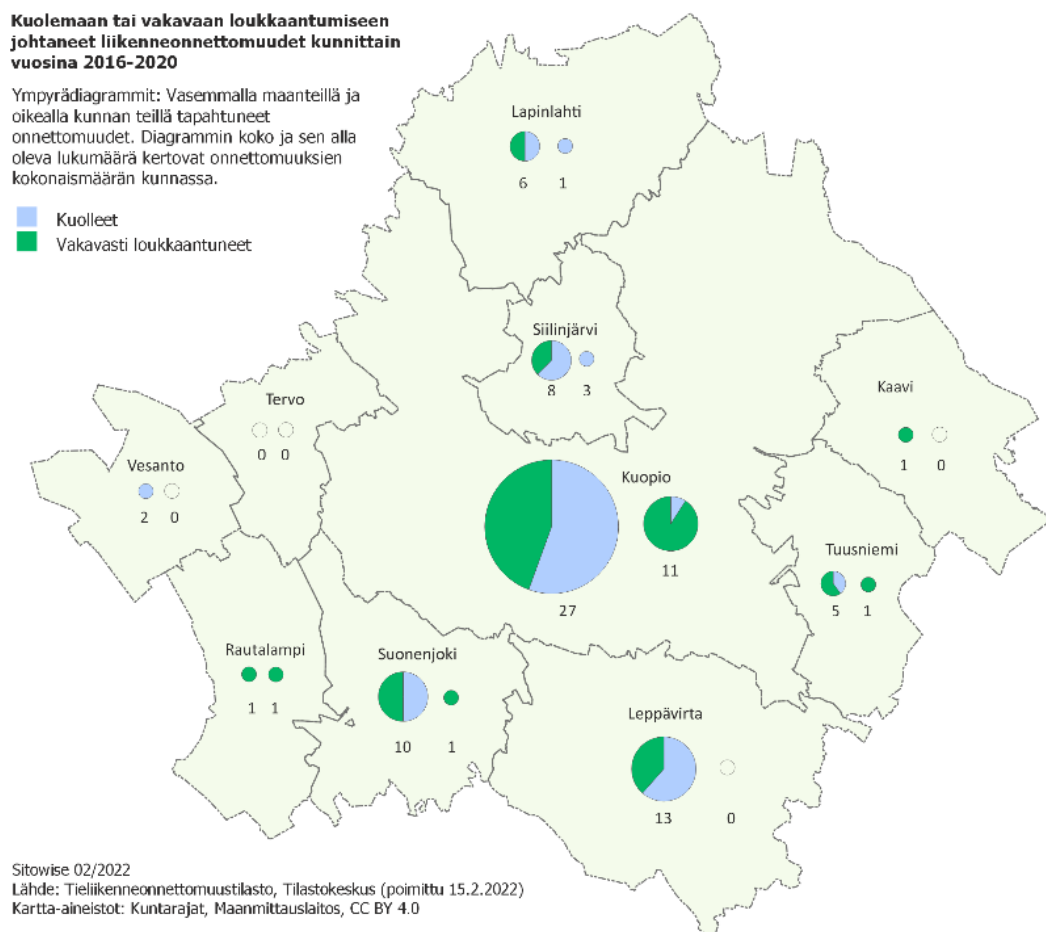 Kuolemaan tai vakavaan loukkaantumiseen
johtaneet liikenneonnettomuudet kunnittain
vuosina 2016-2020
Ympyrädiagrammit: Vasemmalla maanteillä ja
oikealla kunnan teillä tapahtuneet
onnettomuudet. Diagrammin koko ja sen alla
oleva lukumäärä kertovat onnettomuuksien
kokonaismäärän kunnassa.
Kuolleet
Vakavasti loukkaantuneet
Lapinlahti
6 1
Siilinjärvi
8 3
Kaavi
1 0
Tervo
0 0
Vesanto
2 0
Kuopio
11
27
Tuusniemi
5 1
Rautalampi
1 1
Suonenjoki
10 1
Leppävirta
13 0
Sitowise 02/2022
Lähde: Tieliikenneonnettomuustilasto, Tilastokeskus (poimittu 15.2.2022)
Kartta-aineistot: Kuntarajat, Maanmittauslaitos, CC BY 4.0